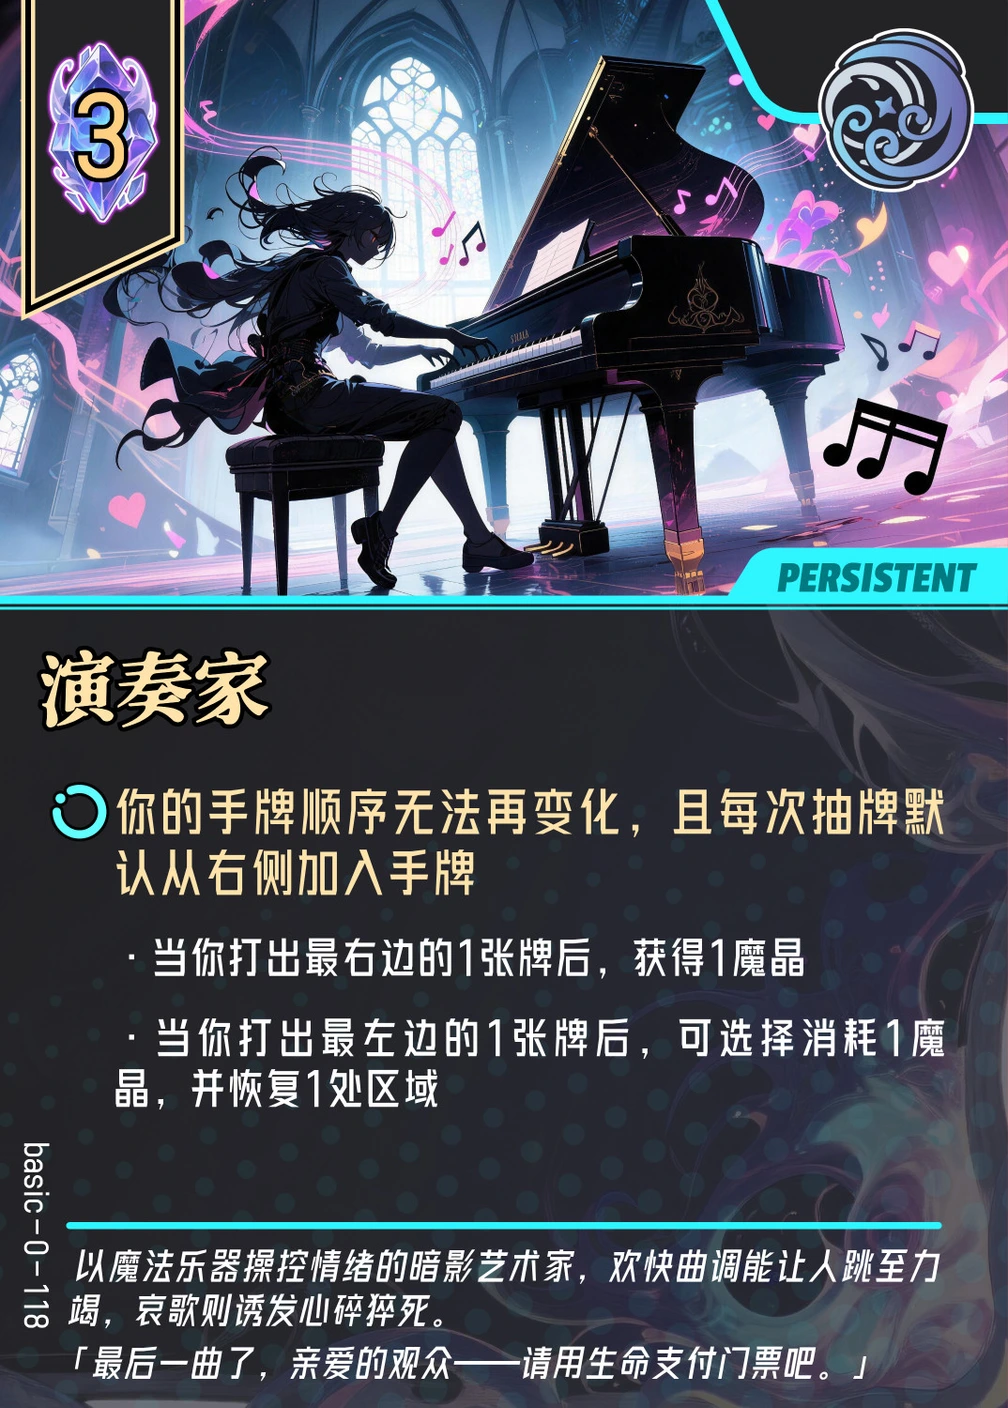 3
PERSISTENT
演奏家
你的手牌顺序无法再变化，且每次抽牌默
认从右侧加入手牌
· 当你打出最右边的1张牌后，获得1魔晶
· 当你打出最左边的1张牌后，可选择消耗1魔
晶，并恢复1处区域
basic-0-118
以魔法乐器操控情绪的暗影艺术家，欢快曲调能让人跳至力
竭，哀歌则诱发心碎猝死。
「最后一曲了，亲爱的观众——请用生命支付门票吧。」